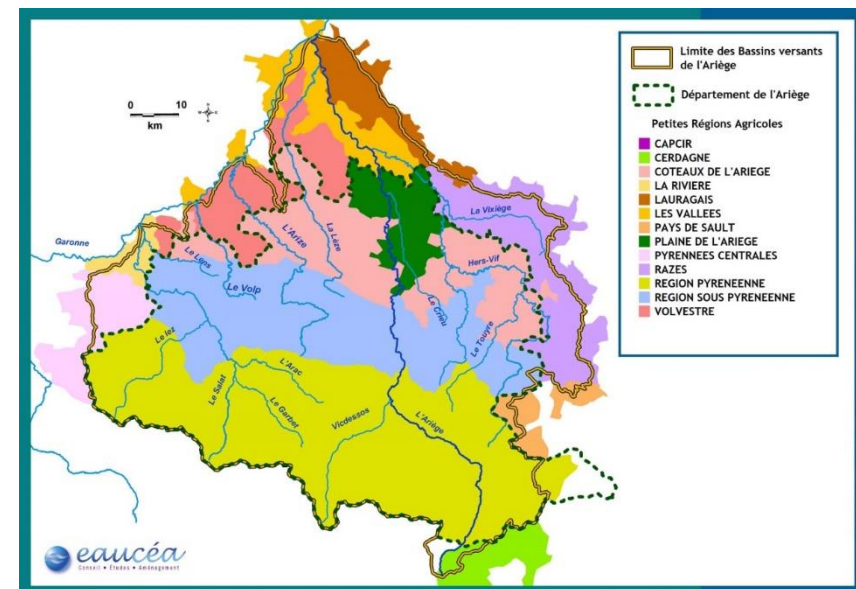 Limite des Bassins versants
de l'Ariège
Département de l'Ariège
Petites Régions Agricoles
CAPCIR
CERDAGNE
COTEAUX DE L'ARIEGE
LA RIVIERE
LAURAGAIS
LES VALLEES
PAYS DE SAULT
PLAINE DE L'ARIEGE
PYRENNEES CENTRALES
RAZES
REGION PYRENEENNE
REGION SOUS PYRENEENNE
VOLVESTRE
0 10
km
Garonne
La Vixiège
L'Arize
La Lèze
Le Lens
Le Volp
Hers-Vif
Le Crieu
Le Touyre
Le lez
L'Arac
Le Salat
Le Garbet
Vicdessos
L'Ariège
eaucéa
Conseil • Études • Aménagement